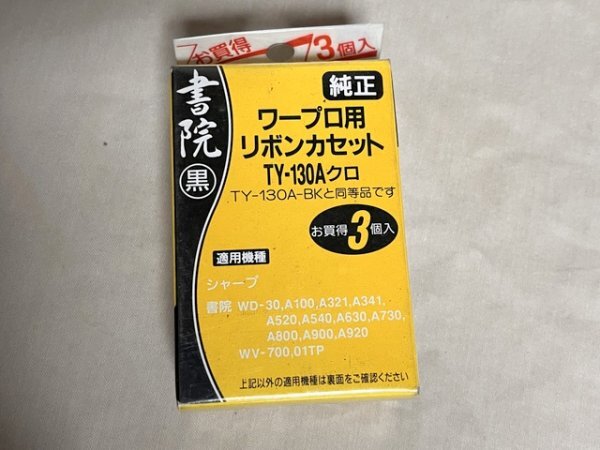 お買得
3個入
書院
黒
純正
ワープロ用
リボンカセット
TY-130Aクロ
TY-130A-BKと同等品です
お買得3個入
適用機種
シャープ
書院 WD-30,A100,A321,A341,
A520,A540,A630,A730,
A800,A900,A920
WV-700,01TP
上記以外の適用機種は裏面をご確認ください